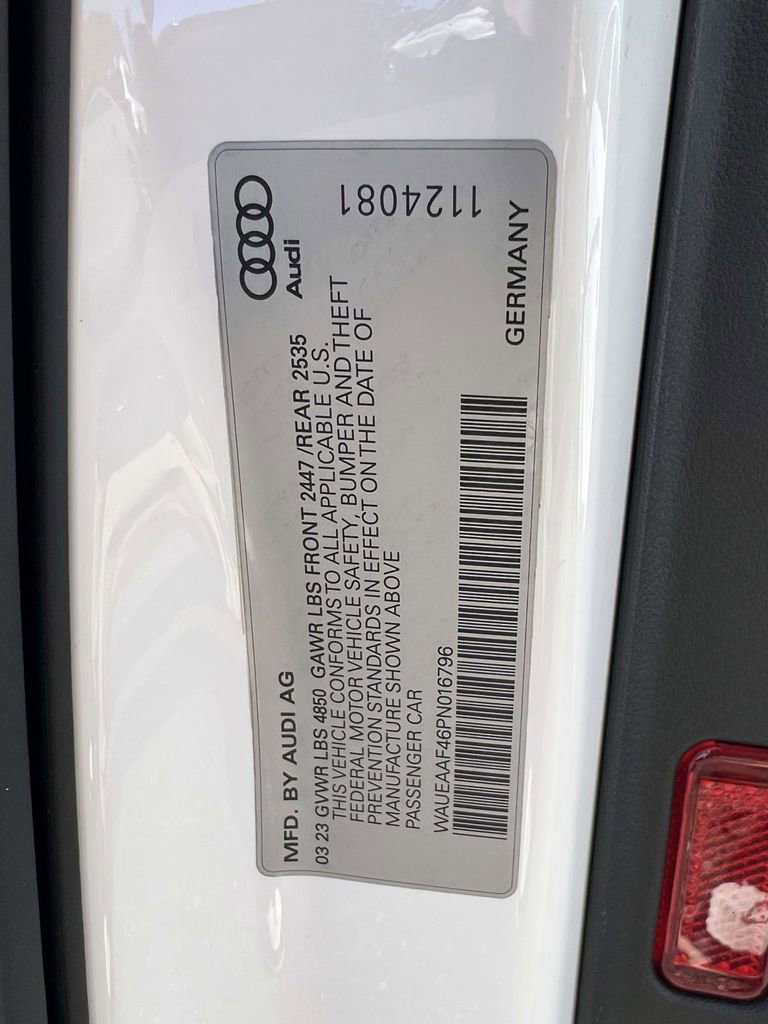 MFD. BY AUDI AG
Audi
03 23 GVWR LBS 4850 GAWR LBS FRONT 2447 /REAR 2535
THIS VEHICLE CONFORMS TO ALL APPLICABLE U.S.
FEDERAL MOTOR VEHICLE SAFETY, BUMPER AND THEFT
PREVENTION STANDARDS IN EFFECT ON THE DATE OF
MANUFACTURE SHOWN ABOVE
PASSENGER CAR
1124081
WAUEAAF46PN016796
GERMANY